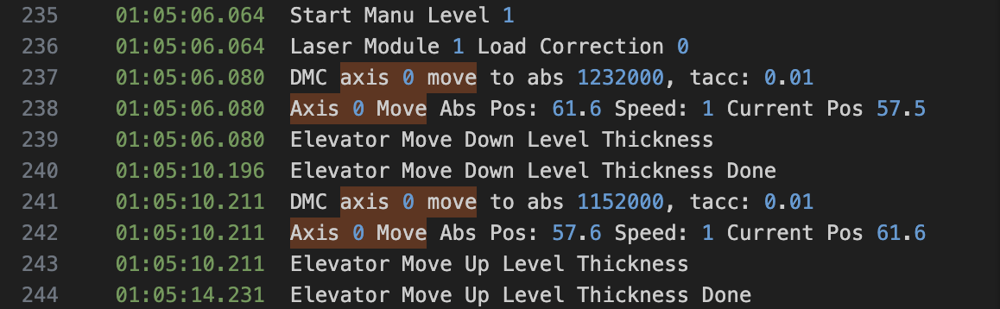 235 01:05:06.064 Start Manu Level 1
236 01:05:06.064 Laser Module 1 Load Correction 0
237 01:05:06.080 DMC axis 0 move to abs 1232000, tacc: 0.01
238 01:05:06.080 Axis 0 Move Abs Pos: 61.6 Speed: 1 Current Pos 57.5
239 01:05:06.080 Elevator Move Down Level Thickness
240 01:05:10.196 Elevator Move Down Level Thickness Done
241 01:05:10.211 DMC axis 0 move to abs 1152000, tacc: 0.01
242 01:05:10.211 Axis 0 Move Abs Pos: 57.6 Speed: 1 Current Pos 61.6
243 01:05:10.211 Elevator Move Up Level Thickness
244 01:05:14.231 Elevator Move Up Level Thickness Done